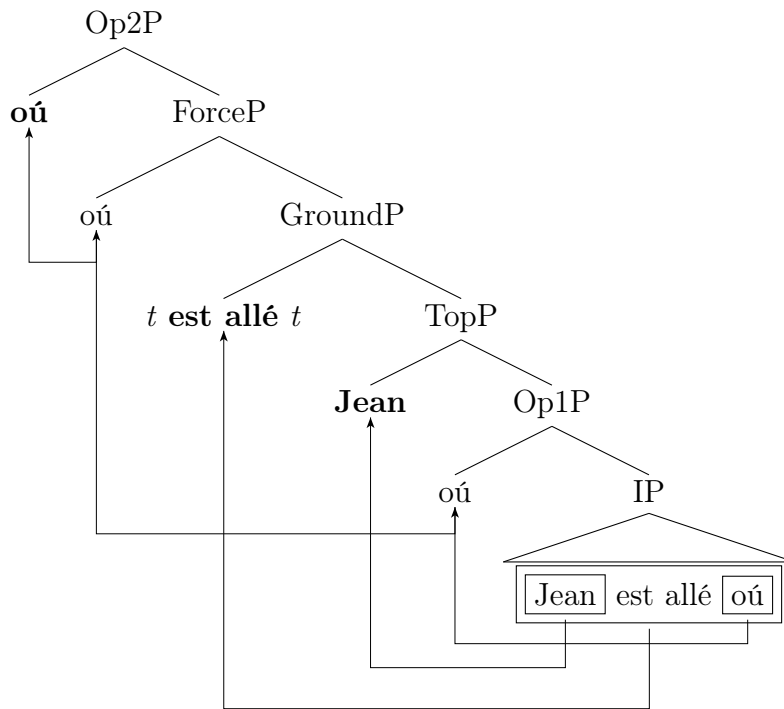 Op2P
oú ForceP
oú GroundP
t est allé t TopP
Jean Op1P
oú IP
Jean est allé oú